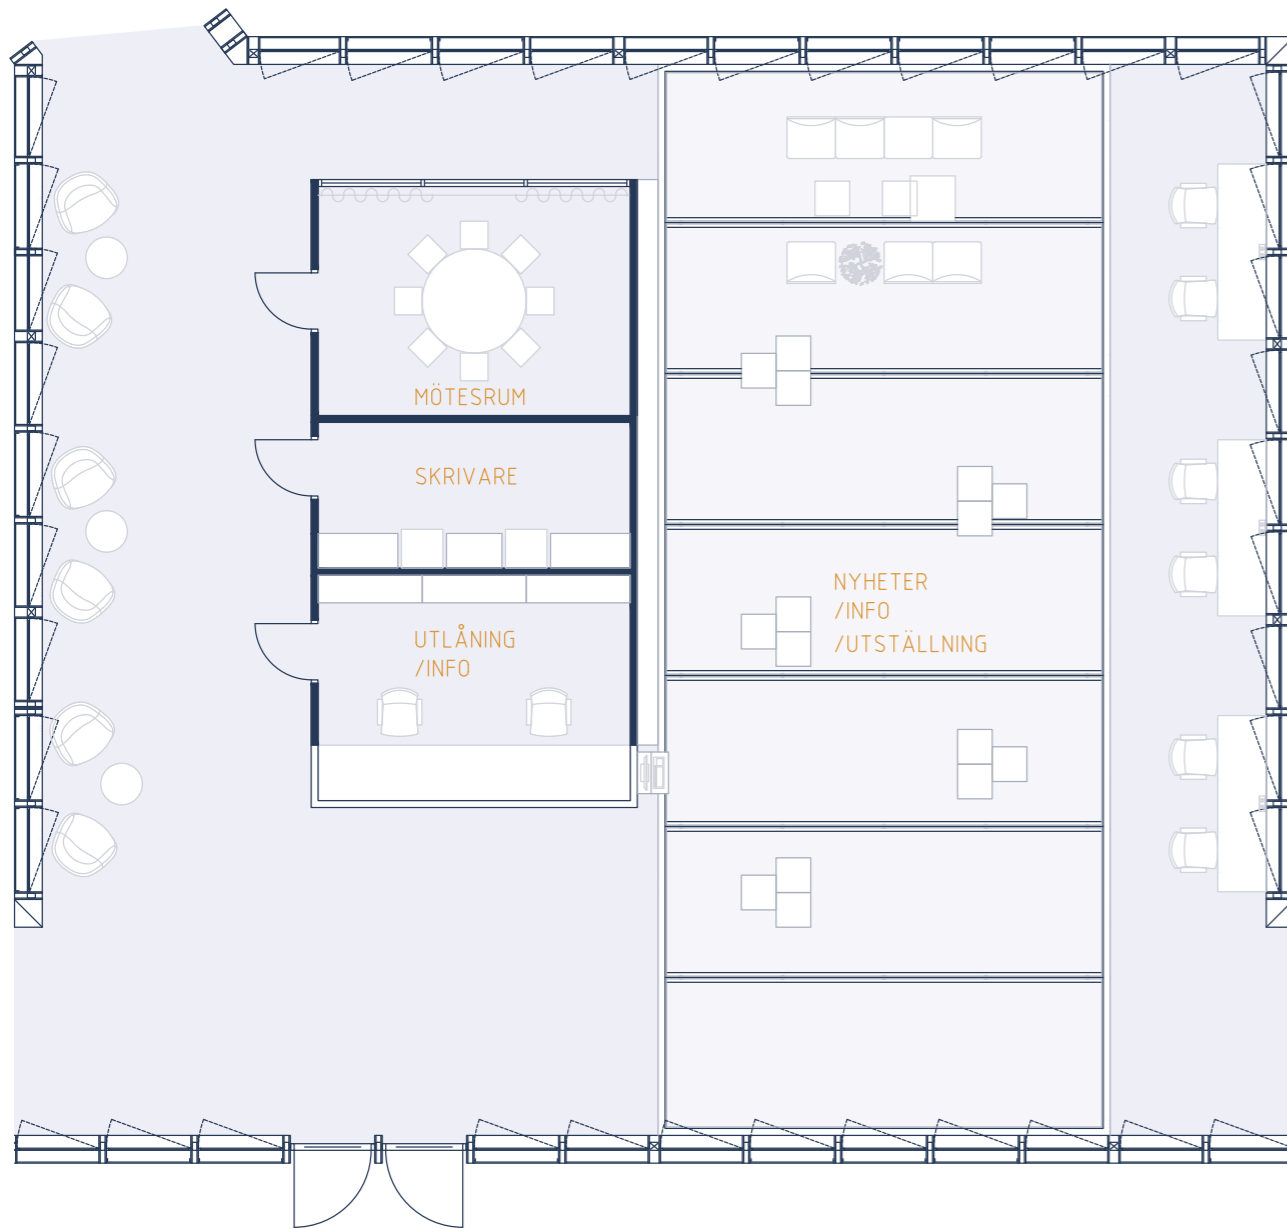 MÖTESRUM
SKRIVARE
UTLÅNING
/INFO
NYHETER
/INFO
/UTSTÄLLNING